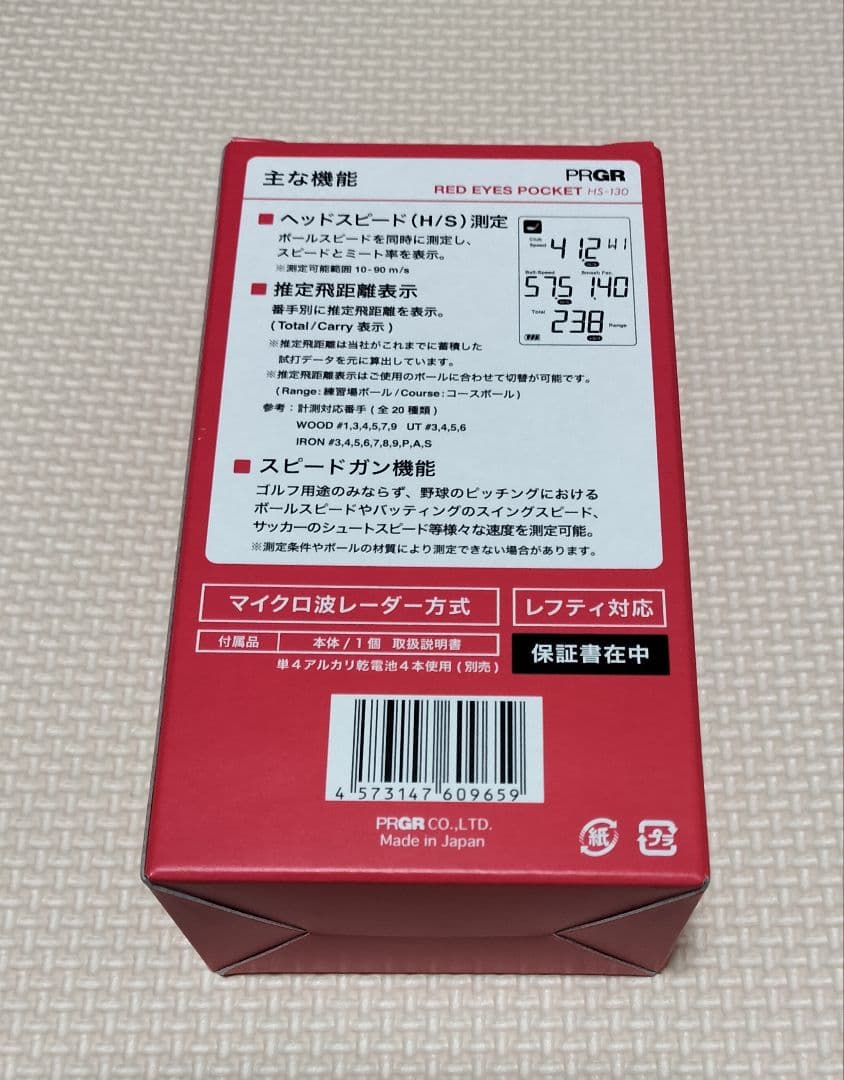 主な機能
PRGR
RED EYES POCKET HS-130
ヘッドスピード(H/S)測定
ボールスピードを同時に測定し、
スピードとミート率を表示。
※測定可能範囲 10-90 m/s
Club Speed 41.2 W1
Ball Speed Smash Fac.
57.5 1.40
Total 238 Range
推定飛距離表示
番手別に推定飛距離を表示。
(Total/Carry 表示)
※推定飛距離は当社がこれまでに蓄積した
試打データを元に算出しています。
※推定飛距離表示はご使用のボールに合わせて切替が可能です。
(Range:練習場ボール/Course:コースボール)
参考:計測対応番手(全20種類)
WOOD #1,3,4,5,7,9 UT #3,4,5,6
IRON #3,4,5,6,7,8,9,P,A,S
スピードガン機能
ゴルフ用途のみならず、野球のピッチングにおける
ボールスピードやバッティングのスイングスピード、
サッカーのシュートスピード等様々な速度を測定可能。
※測定条件やボールの材質により測定できない場合があります。
マイクロ波レーダー方式 レフティ対応
付属品 本体/1個 取扱説明書
単4アルカリ乾電池4本使用(別売)
保証書在中
4 573147 609659
PRGR CO.,LTD.
Made in Japan
紙 プラ